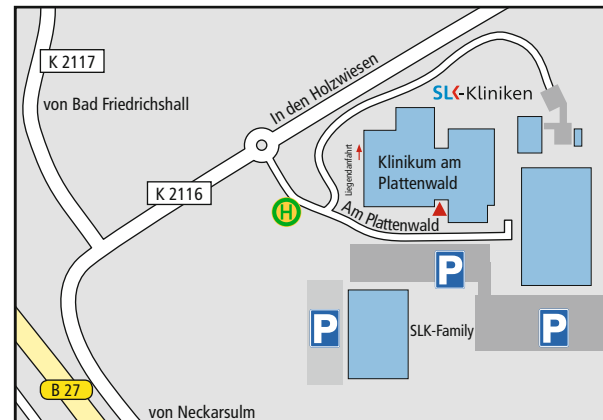 K 2117
von Bad Friedrichshall
In den Holzwiesen
SLK-Kliniken
Liegendanfahrt
Klinikum am
Plattenwald
K 2116
H
Am Plattenwald
P
P
P
SLK-Family
B 27
von Neckarsulm